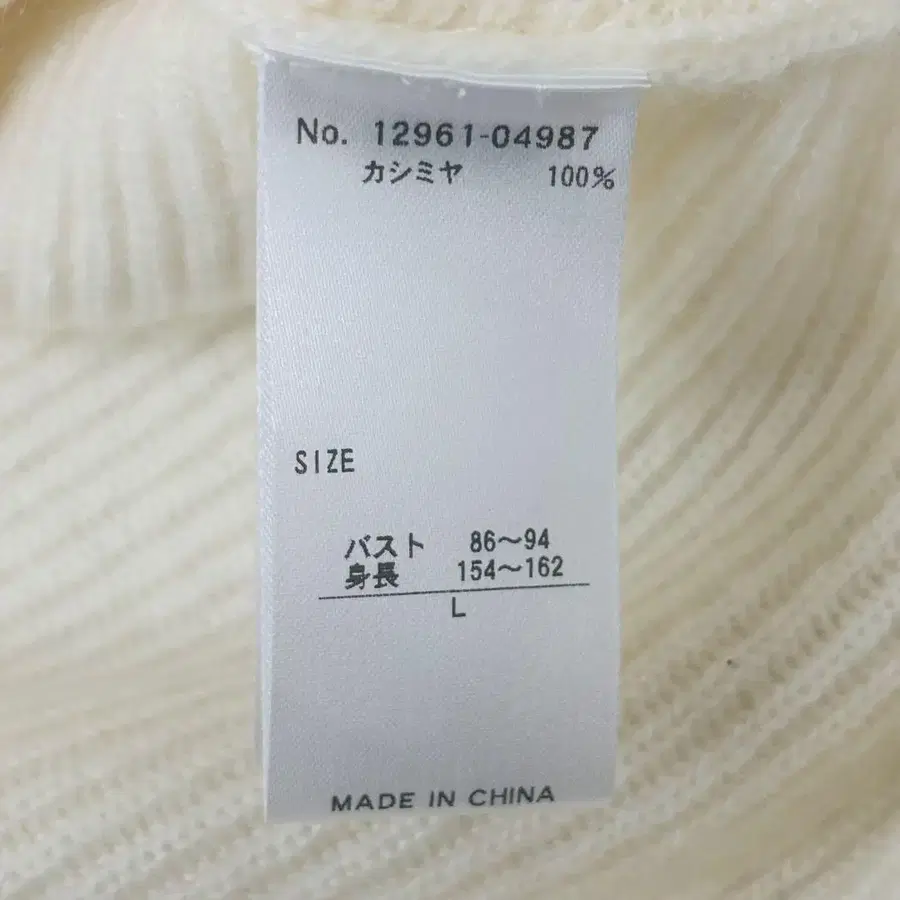 No. 12961-04987
カシミヤ 100%
SIZE
バスト 86〜94
身長 154〜162
L
MADE IN CHINA